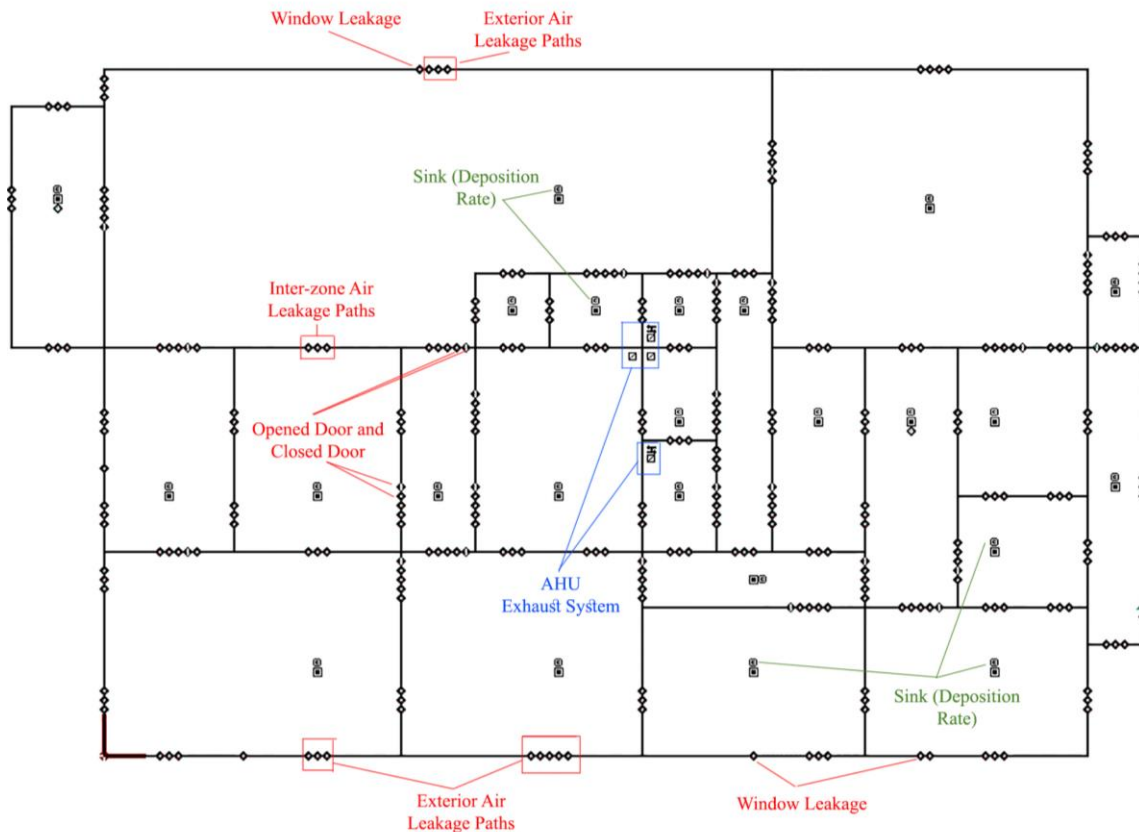 Window Leakage
Exterior Air
Leakage Paths
Sink (Deposition
Rate)
Inter-zone Air
Leakage Paths
Opened Door and
Closed Door
AHU
Exhaust System
Sink (Deposition
Rate)
Exterior Air
Leakage Paths
Window Leakage